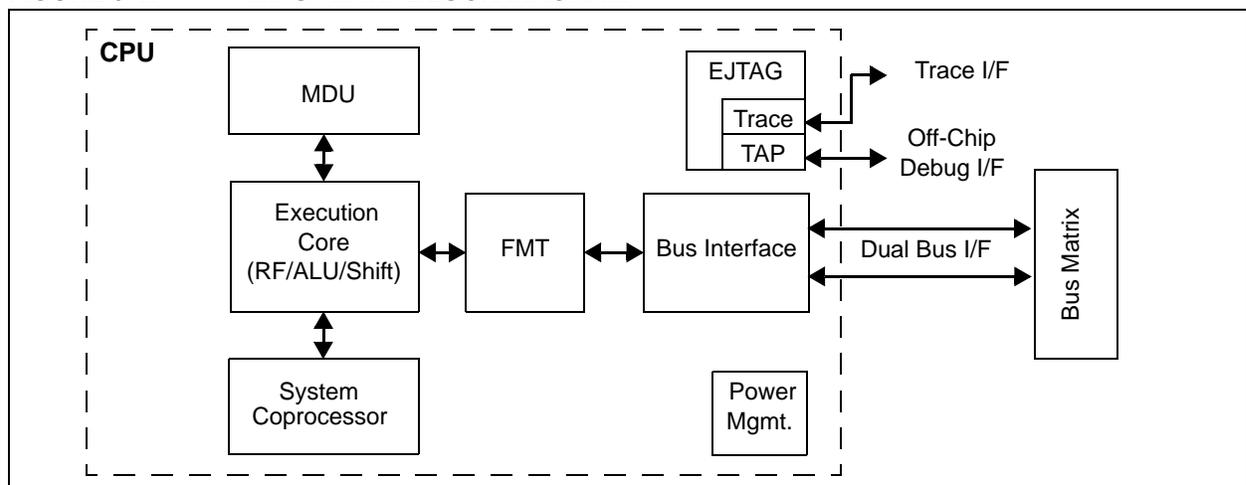 CPU
MDU
EJTAG
Trace
TAP
Trace I/F
Off-Chip
Debug I/F
Execution
Core
(RF/ALU/Shift)
FMT
Bus Interface
Dual Bus I/F
Bus Matrix
System
Coprocessor
Power
Mgmt.